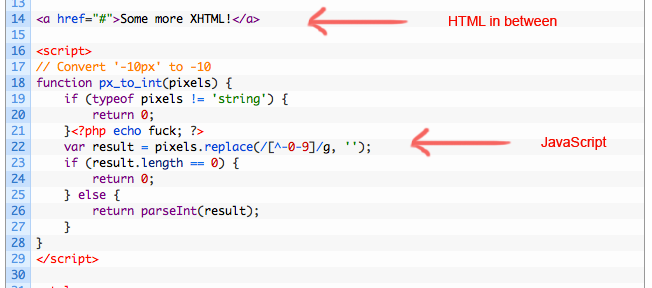 13
14 <a href="#">Some more XHTML!</a> HTML in between
15
16 <script>
17 // Convert '-10px' to -10
18 function px_to_int(pixels) {
19     if (typeof pixels != 'string') {
20         return 0;
21     }<?php echo fuck; ?>
22     var result = pixels.replace(/[^-0-9]/g, ''); JavaScript
23     if (result.length == 0) {
24         return 0;
25     } else {
26         return parseInt(result);
27     }
28 }
29 </script>
30